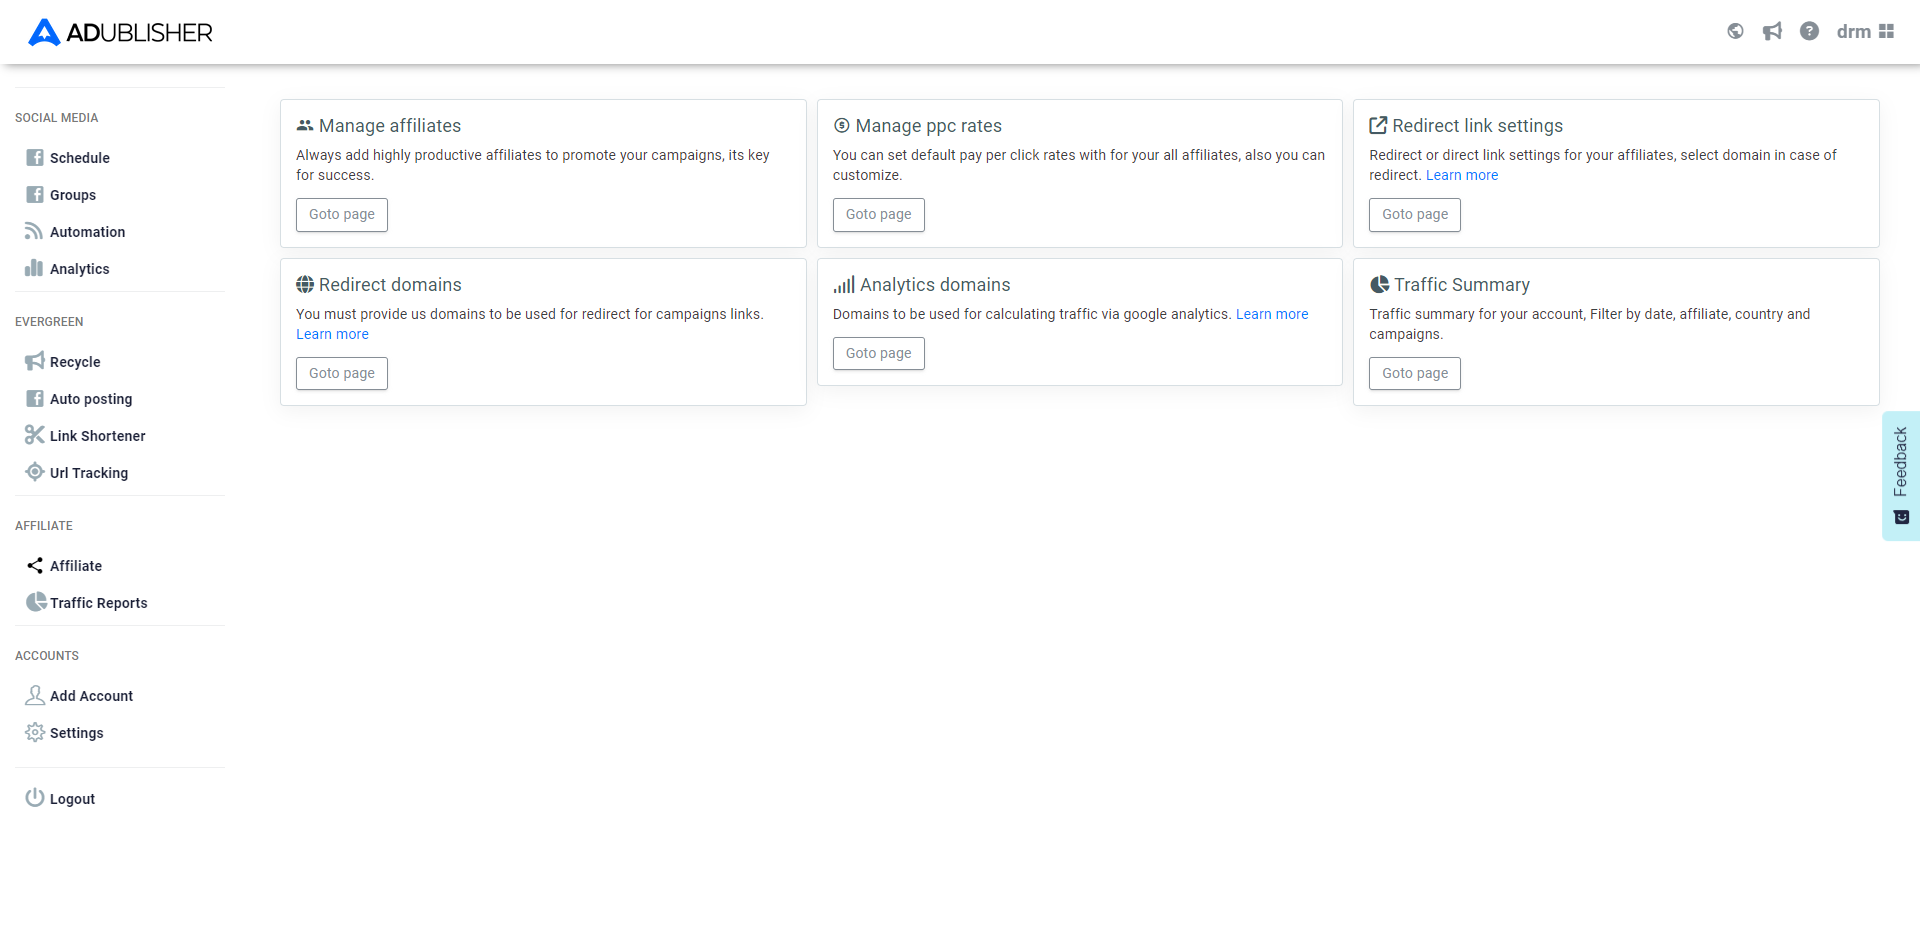 ADUBLISHER
drm
SOCIAL MEDIA
Schedule
Groups
Automation
Analytics
EVERGREEN
Recycle
Auto posting
Link Shortener
Url Tracking
AFFILIATE
Affiliate
Traffic Reports
ACCOUNTS
Add Account
Settings
Logout
Manage affiliates
Always add highly productive affiliates to promote your campaigns, its key
for success.
Goto page
Manage ppc rates
You can set default pay per click rates with for your all affiliates, also you can
customize.
Goto page
Redirect link settings
Redirect or direct link settings for your affiliates, select domain in case of
redirect. Learn more
Goto page
Redirect domains
You must provide us domains to be used for redirect for campaigns links.
Learn more
Goto page
Analytics domains
Domains to be used for calculating traffic via google analytics. Learn more
Goto page
Traffic Summary
Traffic summary for your account, Filter by date, affiliate, country and
campaigns.
Goto page
Feedback